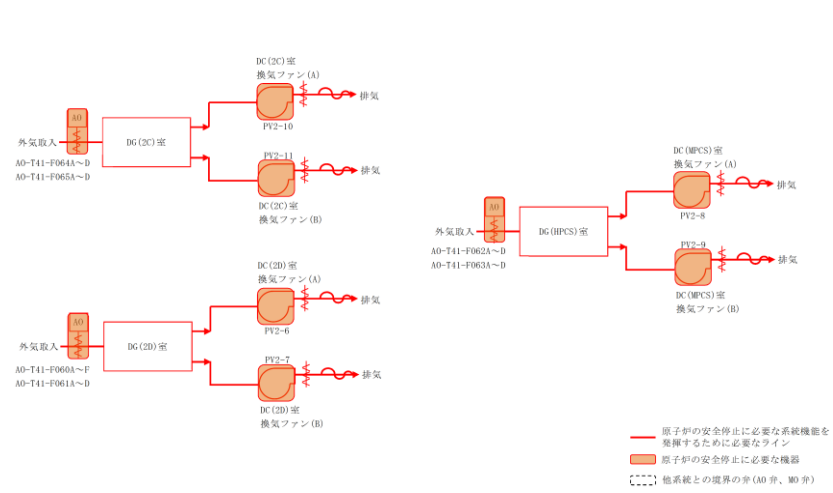 DC(2C)室
換気ファン(A)
排気
AO
外気取入
DG(2C)室
PV2-10
AO-T41-F064A～D
AO-T41-F065A～D
PV2-11
排気
DC(2C)室
換気ファン(B)
DC(2D)室
換気ファン(A)
排気
AO
外気取入
DG(2D)室
PV2-6
AO-T41-F060A～F
AO-T41-F061A～D
PV2-7
排気
DC(2D)室
換気ファン(B)
DC(MPCS)室
換気ファン(A)
排気
AO
外気取入
DG(HPCS)室
PV2-8
AO-T41-F062A～D
AO-T41-F063A～D
PV2-9
排気
DC(MPCS)室
換気ファン(B)
原子炉の安全停止に必要な系統機能を
発揮するために必要なライン
原子炉の安全停止に必要な機器
他系統との境界の弁(AO弁、MO弁)